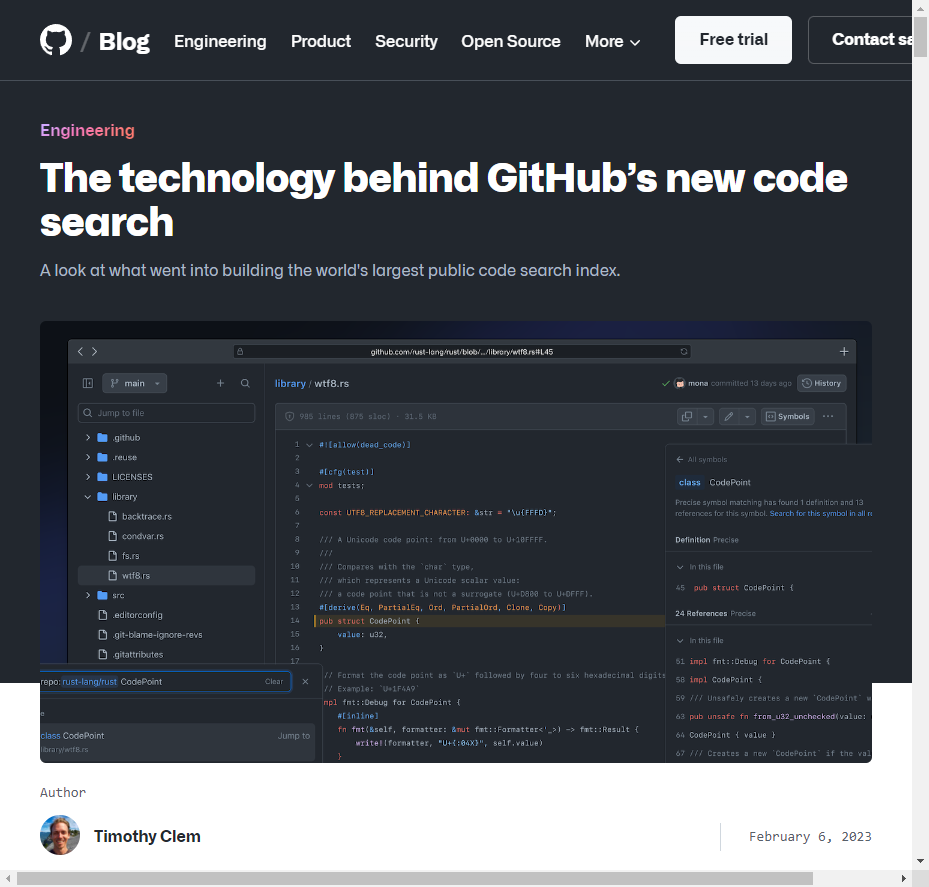 / Blog Engineering Product Security Open Source More Free trial Contact sa
Engineering
The technology behind GitHub’s new code
search
A look at what went into building the world's largest public code search index.
github.com/rust-lang/rust/blob/.../library/wtf8.rs#L45
main
library / wtf8.rs
mona committed 13 days ago History
Jump to file
985 lines (875 sloc) · 31.5 KB
Symbols
.github
.reuse
LICENSES
library
backtrace.rs
condvar.rs
fs.rs
wtf8.rs
src
.editorconfig
.git-blame-ignore-revs
.gitattributes
1 #![allow(dead_code)]
2
3 #[cfg(test)]
4 mod tests;
5
6 const UTF8_REPLACEMENT_CHARACTER: &str = "\u{FFFD}";
7
8 /// A Unicode code point: from U+0000 to U+10FFFF.
9 ///
10 /// Compares with the `char` type,
11 /// which represents a Unicode scalar value:
12 /// a code point that is not a surrogate (U+D800 to U+DFFF).
13 #[derive(Eq, PartialEq, Ord, PartialOrd, Clone, Copy)]
14 pub struct CodePoint {
15 value: u32,
16 }
17
// Format the code point as `U+` followed by four to six hexadecimal digits
// Example: `U+1F4A9`
mpl fmt::Debug for CodePoint {
#[inline]
fn fmt(&self, formatter: &mut fmt::Formatter<'_>) -> fmt::Result {
write!(formatter, "U+{:04X}", self.value)
}
All symbols
class CodePoint
Precise symbol matching has found 1 definition and 13
references for this symbol. Search for this symbol in all r
Definition Precise
In this file
45 pub struct CodePoint {
24 References Precise
In this file
51 impl fmt::Debug for CodePoint {
58 impl CodePoint {
59 /// Unsafely creates a new `CodePoint` w
63 pub unsafe fn from_u32_unchecked(value:
64 CodePoint { value }
67 /// Creates a new `CodePoint` if the val
repo:rust-lang/rust CodePoint Clear
e
class CodePoint Jump to
library/wtf8.rs
Author
Timothy Clem
February 6, 2023